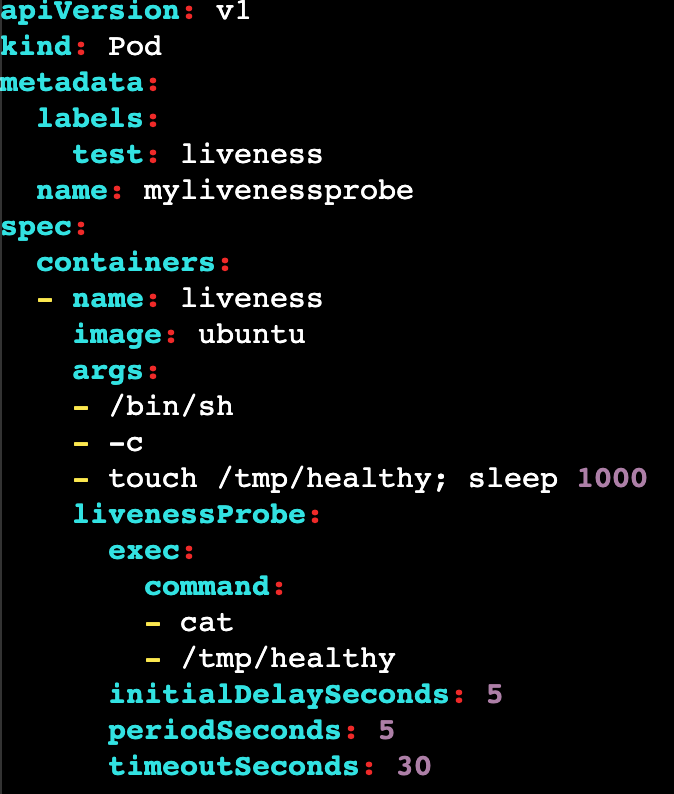 apiVersion: v1
kind: Pod
metadata:
  labels:
    test: liveness
  name: mylivenessprobe
spec:
  containers:
  - name: liveness
    image: ubuntu
    args:
    - /bin/sh
    - -c
    - touch /tmp/healthy; sleep 1000
    livenessProbe:
      exec:
        command:
        - cat
        - /tmp/healthy
      initialDelaySeconds: 5
      periodSeconds: 5
      timeoutSeconds: 30